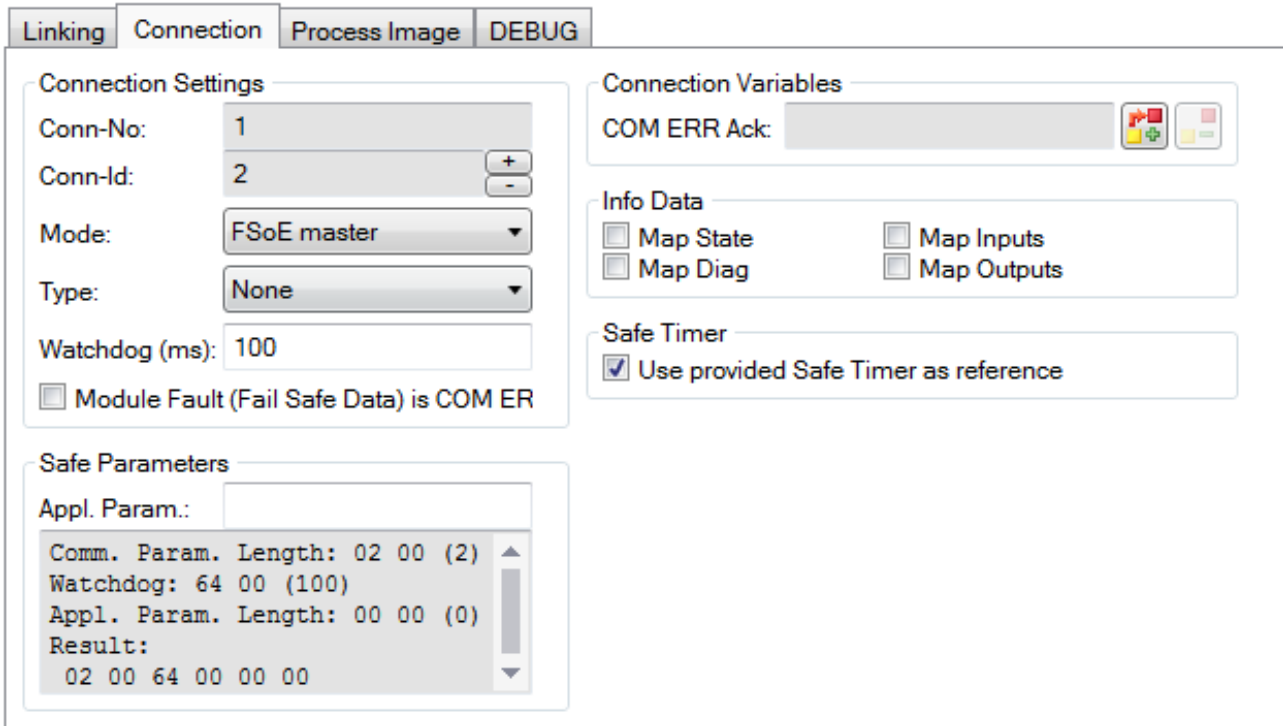 Linking Connection Process Image DEBUG
Connection Settings
Conn-No: 1
Conn-Id: 2
+
-
Mode: FSoE master
Type: None
Watchdog (ms): 100
Module Fault (Fail Safe Data) is COM ER
Safe Parameters
Appl. Param.:
Comm. Param. Length: 02 00 (2)
Watchdog: 64 00 (100)
Appl. Param. Length: 00 00 (0)
Result:
02 00 64 00 00 00
Connection Variables
COM ERR Ack:
Info Data
Map State Map Inputs
Map Diag Map Outputs
Safe Timer
Use provided Safe Timer as reference